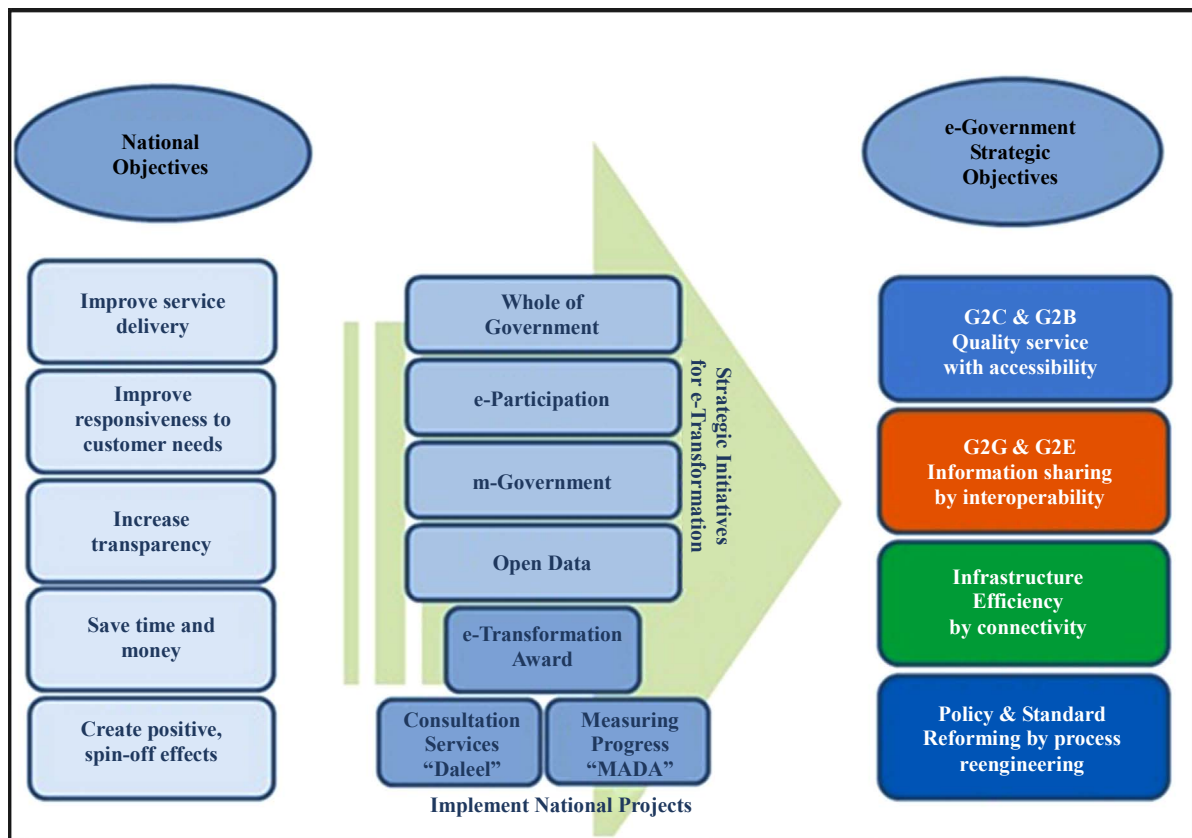 National
Objectives
Improve service
delivery
Improve
responsiveness to
customer needs
Increase
transparency
Save time and
money
Create positive,
spin-off effects
Whole of
Government
e-Participation
m-Government
Open Data
e-Transformation
Award
Consultation
Services
“Daleel”
Measuring
Progress
“MADA”
Implement National Projects
Strategic Initiatives
for e-Transformation
e-Government
Strategic
Objectives
G2C & G2B
Quality service
with accessibility
G2G & G2E
Information sharing
by interoperability
Infrastructure
Efficiency
by connectivity
Policy & Standard
Reforming by process
reengineering